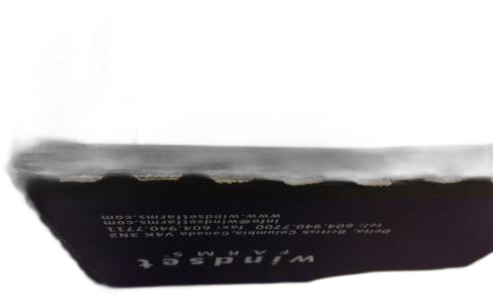 windset
FARMS
Delta, British Columbia, Canada V4K 3N2
tel: 604.940.7700 fax: 604.940.7711
info@windsetfarms.com
www.windsetfarms.com